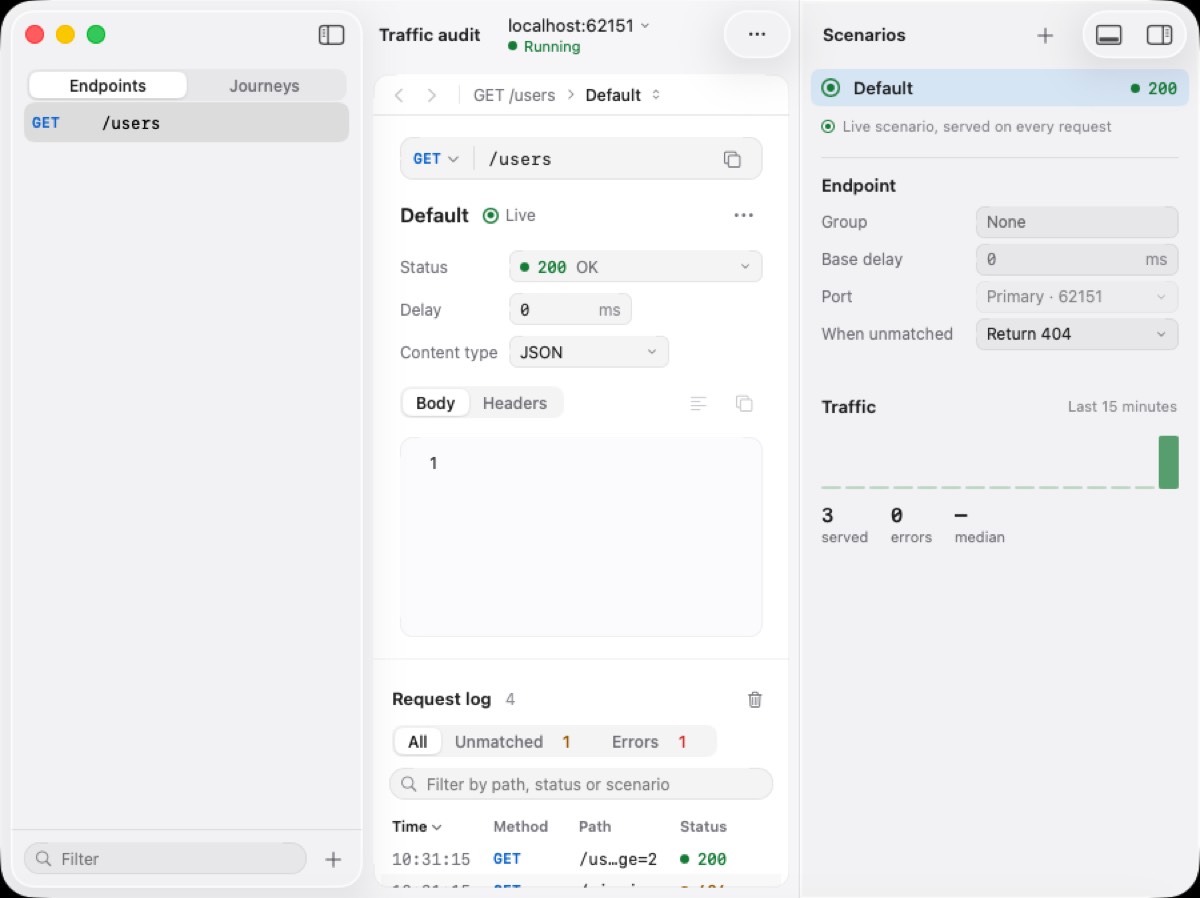 Endpoints Journeys
GET /users
Filter
Traffic audit
localhost:62151
Running
GET /users Default
GET /users
Default Live
Status 200 OK
Delay 0 ms
Content type JSON
Body Headers
1
Request log 4
All Unmatched 1 Errors 1
Filter by path, status or scenario
Time Method Path Status
10:31:15 GET /us…ge=2 200
Scenarios
Default 200
Live scenario, served on every request
Endpoint
Group None
Base delay 0 ms
Port Primary · 62151
When unmatched Return 404
Traffic Last 15 minutes
3 0 –
served errors median